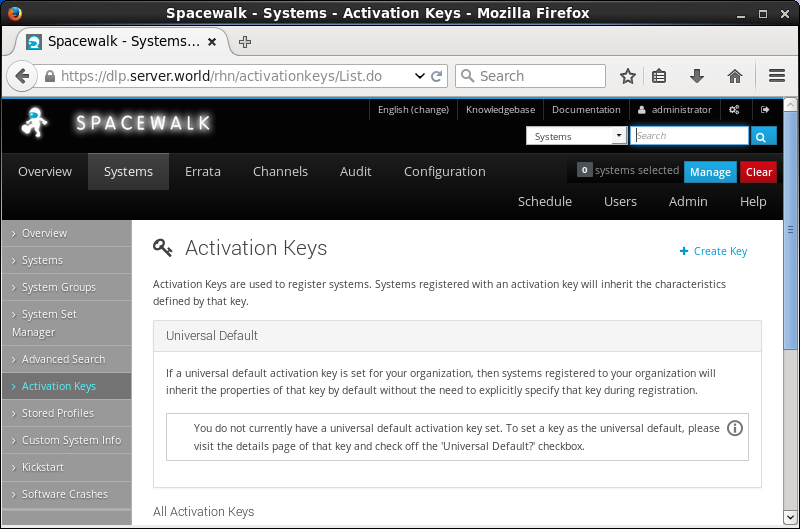 Spacewalk - Systems - Activation Keys - Mozilla Firefox
Spacewalk - Systems...
https://dlp.server.world/rhn/activationkeys/List.do
Search
English (change)
Knowledgebase
Documentation
administrator
SPACEWALK
Systems
Search
Overview
Systems
Errata
Channels
Audit
Configuration
0 systems selected
Manage
Clear
Schedule
Users
Admin
Help
Overview
Systems
System Groups
System Set
Manager
Advanced Search
Activation Keys
Stored Profiles
Custom System Info
Kickstart
Software Crashes
Activation Keys
Create Key
Activation Keys are used to register systems. Systems registered with an activation key will inherit the characteristics
defined by that key.
Universal Default
If a universal default activation key is set for your organization, then systems registered to your organization will
inherit the properties of that key by default without the need to explicitly specify that key during registration.
You do not currently have a universal default activation key set. To set a key as the universal default, please
visit the details page of that key and check off the 'Universal Default?' checkbox.
All Activation Keys